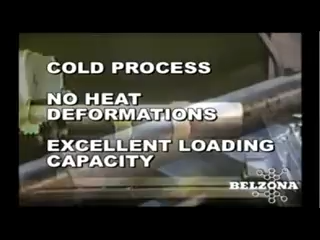 COLD PROCESS
NO HEAT
DEFORMATIONS
EXCELLENT LOADING
CAPACITY
BELZONA